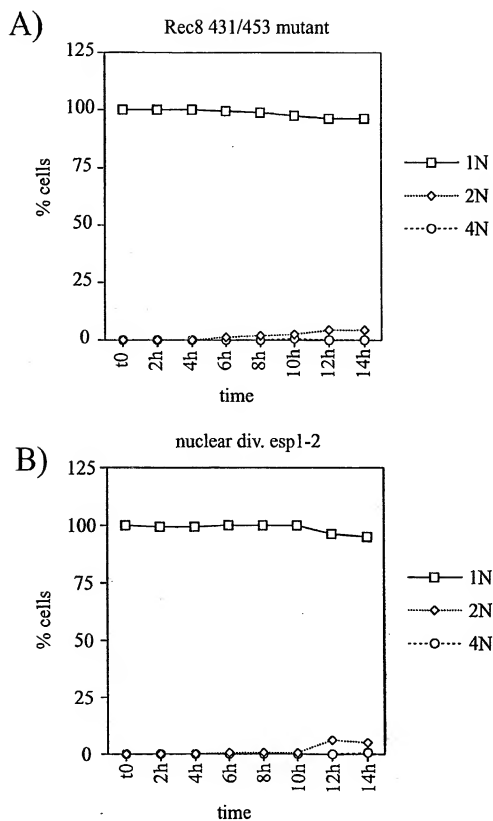 A)
Rec8 431/453 mutant
125
100
75
50
25
0
% cells
t0 2h 4h 6h 8h 10h 12h 14h
time
1N
2N
4N
B)
nuclear div. esp1-2
125
100
75
50
25
0
% cells
t0 2h 4h 6h 8h 10h 12h 14h
time
1N
2N
4N